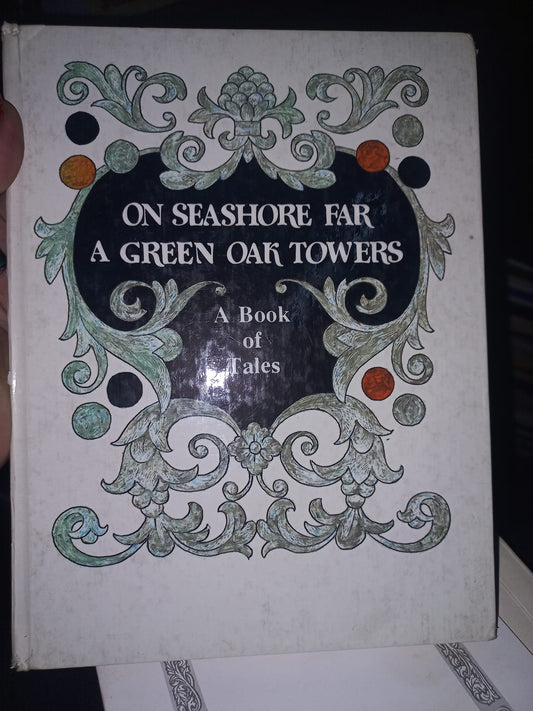 ON SEASHORE FAR
A GREEN OAK TOWERS
A Book
of
Tales